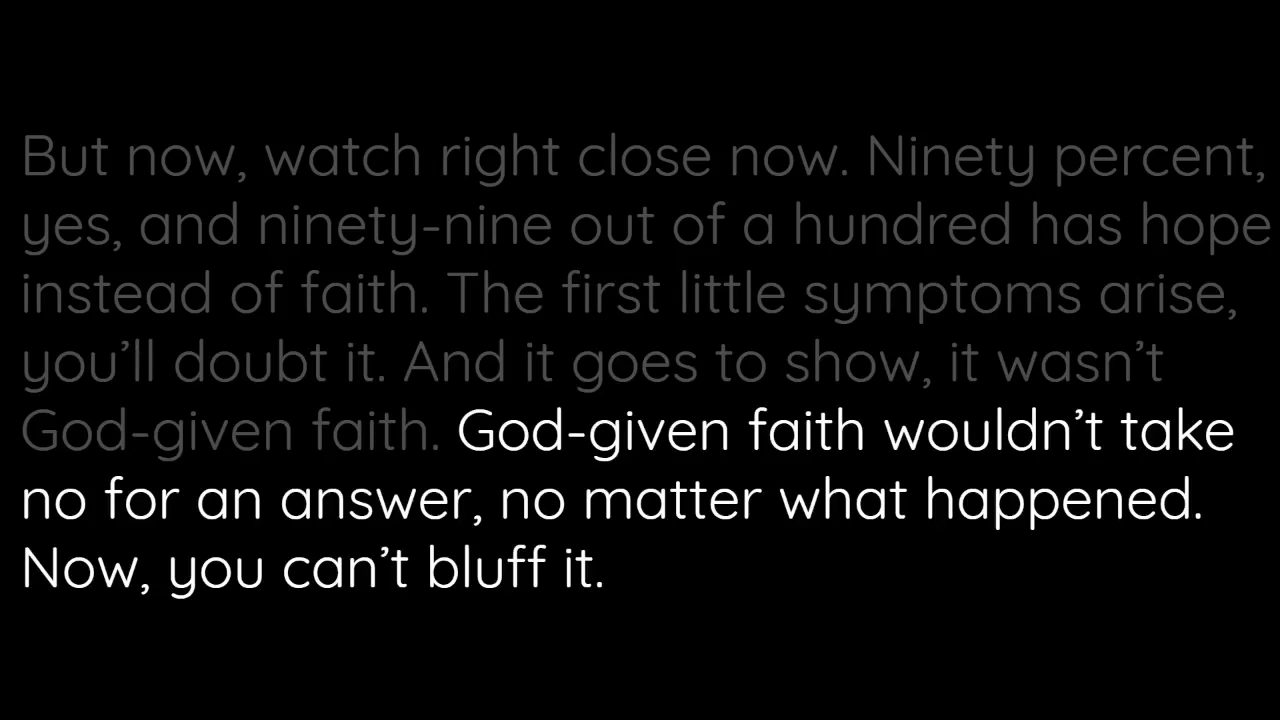 But now, watch right close now. Ninety percent,
yes, and ninety-nine out of a hundred has hope
instead of faith. The first little symptoms arise,
you’ll doubt it. And it goes to show, it wasn’t
God-given faith. God-given faith wouldn’t take
no for an answer, no matter what happened.
Now, you can’t bluff it.